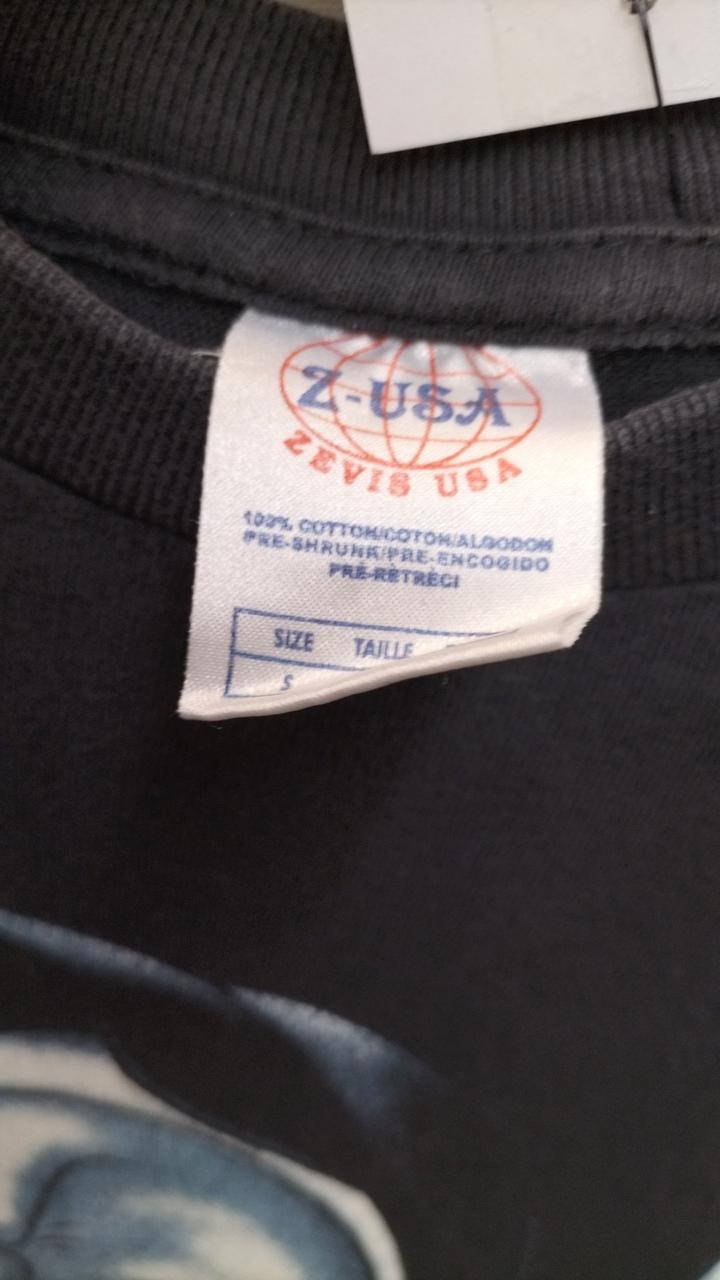 Z-USA
ZEVIS USA
100% COTTON/COTON/ALGODON
PRE-SHRUNK/PRE-ENCOGIDO
PRÉ-RÉTRÉCI
SIZE TAILLE
S